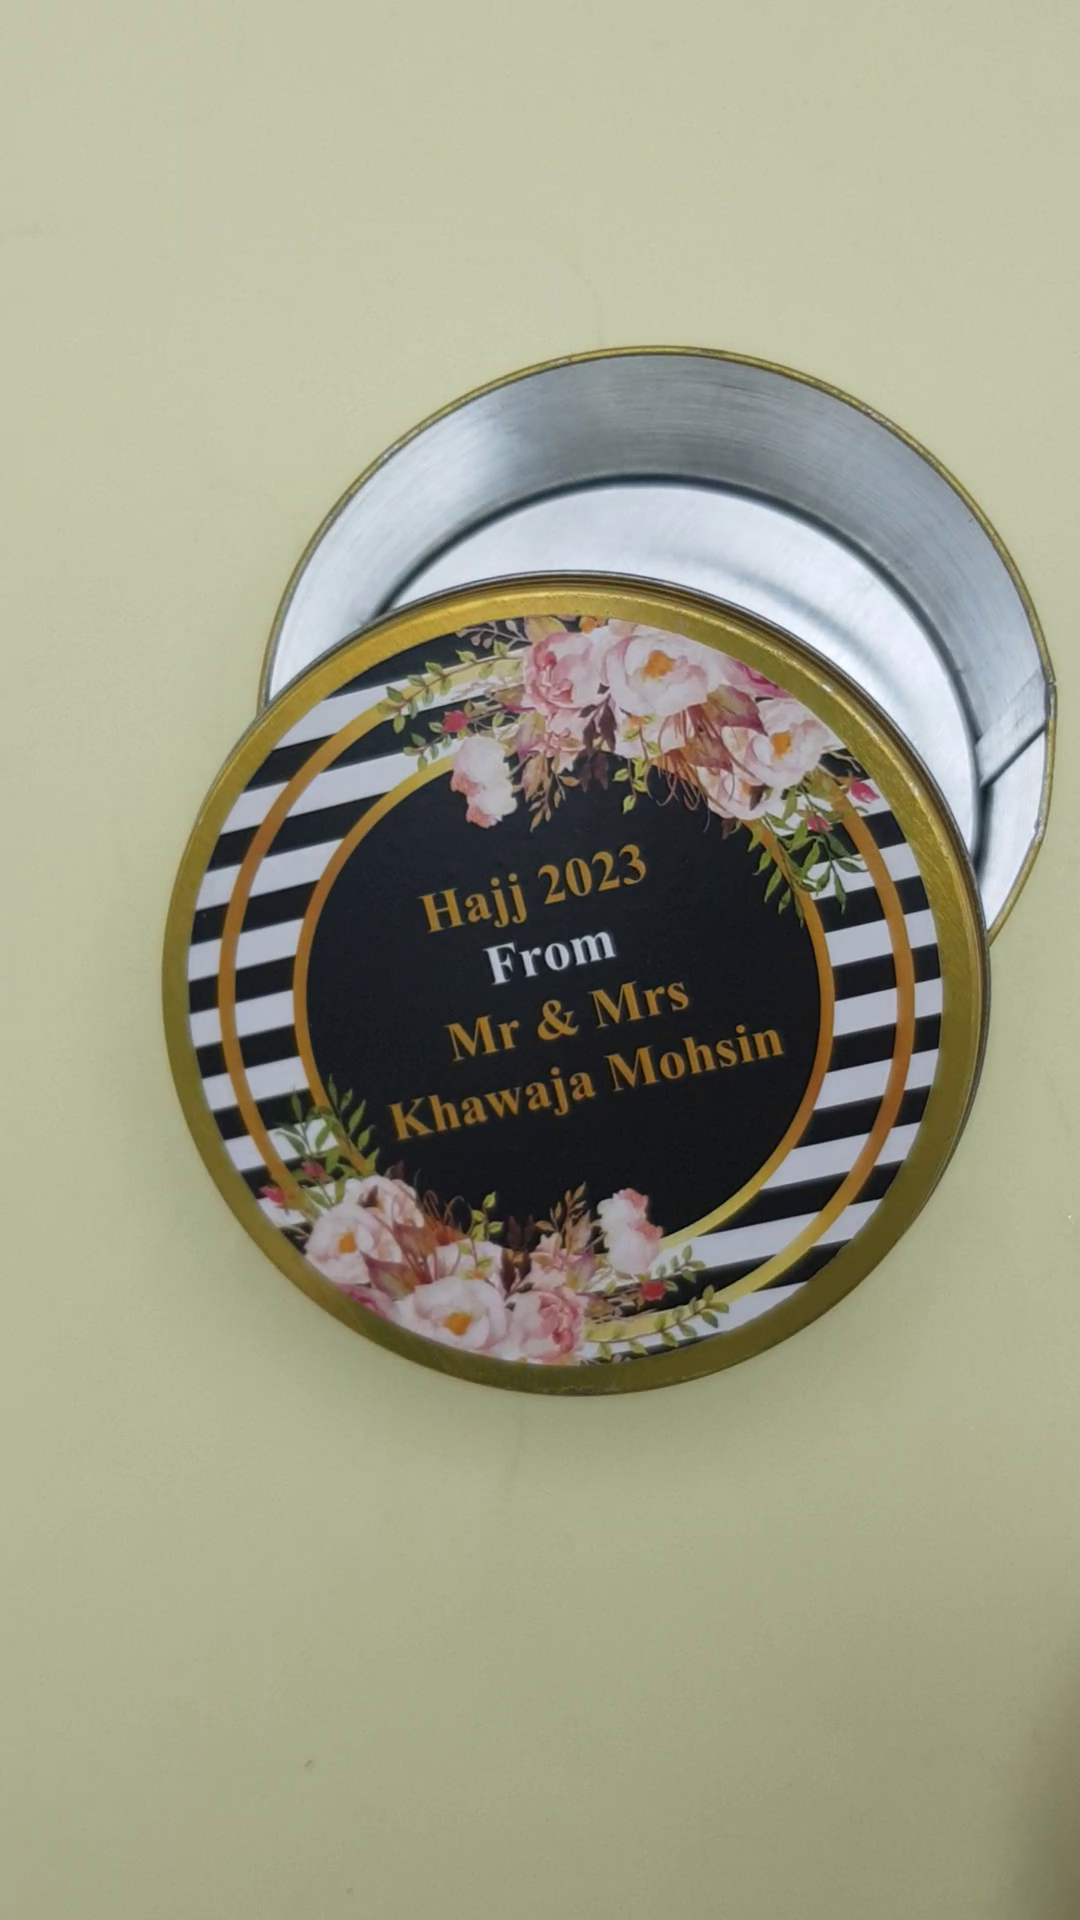 Hajj 2023
From
Mr & Mrs
Khawaja Mohsin